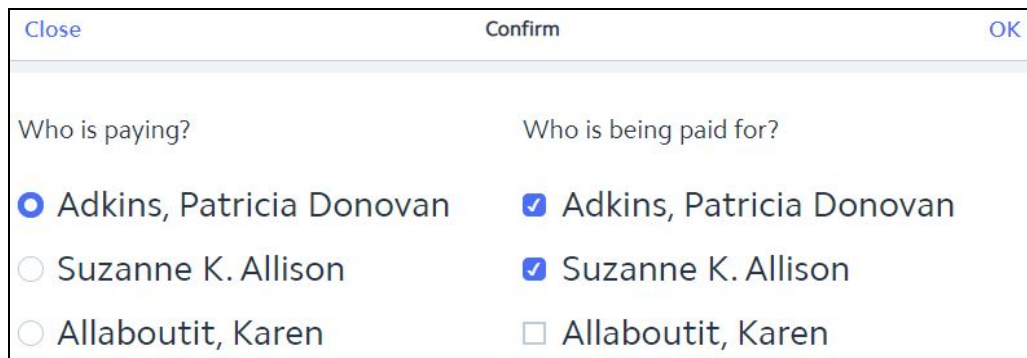 Close Confirm OK
Who is paying? Who is being paid for?
Adkins, Patricia Donovan Adkins, Patricia Donovan
Suzanne K. Allison Suzanne K. Allison
Allaboutit, Karen Allaboutit, Karen